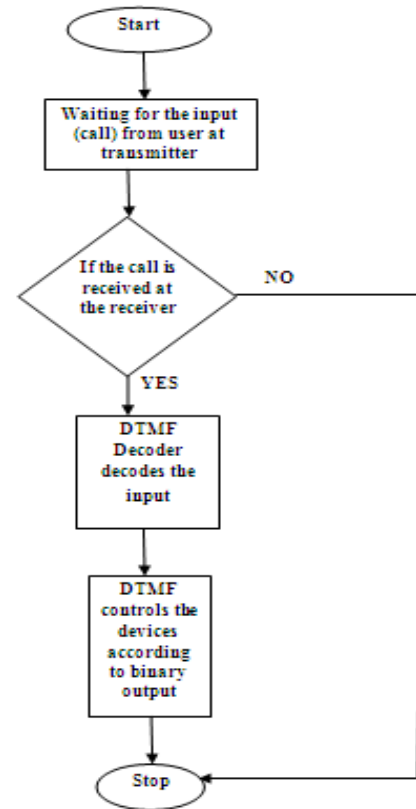 Start
Waiting for the input
(call) from user at
transmitter
If the call is
received at
the receiver
NO
YES
DTMF
Decoder
decodes the
input
DTMF
controls the
devices
according
to binary
output
Stop